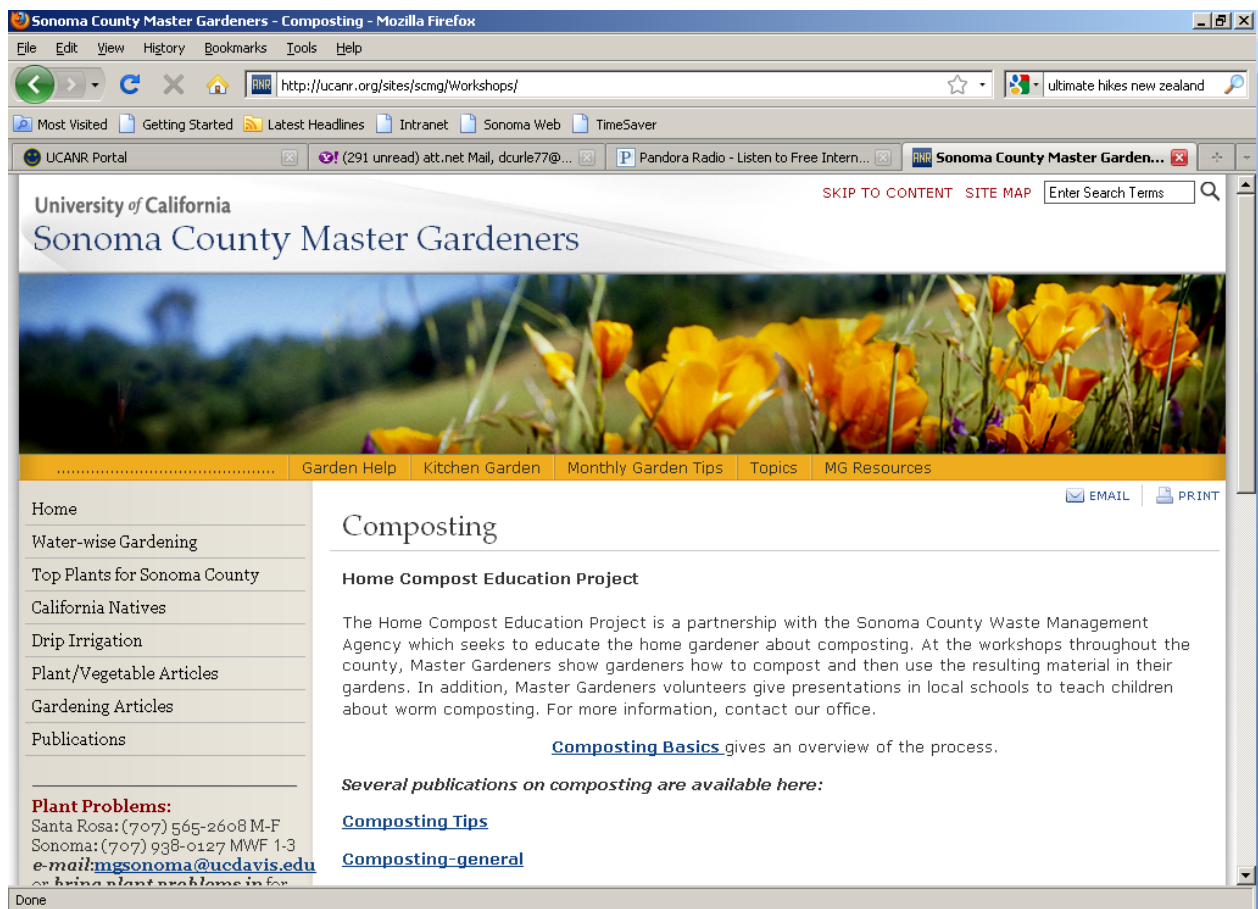 Sonoma County Master Gardeners - Composting - Mozilla Firefox
File Edit View History Bookmarks Tools Help
ANR http://ucanr.org/sites/scmg/Workshops/ ultimate hikes new zealand
Most Visited Getting Started Latest Headlines Intranet Sonoma Web TimeSaver
UCANR Portal (291 unread) att.net Mail, dcurle77@... Pandora Radio - Listen to Free Intern... Sonoma County Master Garden...
SKIP TO CONTENT SITE MAP Enter Search Terms
University of California
Sonoma County Master Gardeners
........................................... Garden Help Kitchen Garden Monthly Garden Tips Topics MG Resources
EMAIL PRINT
Home
Water-wise Gardening
Top Plants for Sonoma County
California Natives
Drip Irrigation
Plant/Vegetable Articles
Gardening Articles
Publications
Plant Problems:
Santa Rosa: (707) 565-2608 M-F
Sonoma: (707) 938-0127 MWF 1-3
e-mail:mgsonoma@ucdavis.edu
or bring plant problems in for
Composting
Home Compost Education Project
The Home Compost Education Project is a partnership with the Sonoma County Waste Management
Agency which seeks to educate the home gardener about composting. At the workshops throughout the
county, Master Gardeners show gardeners how to compost and then use the resulting material in their
gardens. In addition, Master Gardeners volunteers give presentations in local schools to teach children
about worm composting. For more information, contact our office.
Composting Basics gives an overview of the process.
Several publications on composting are available here:
Composting Tips
Composting-general
Done